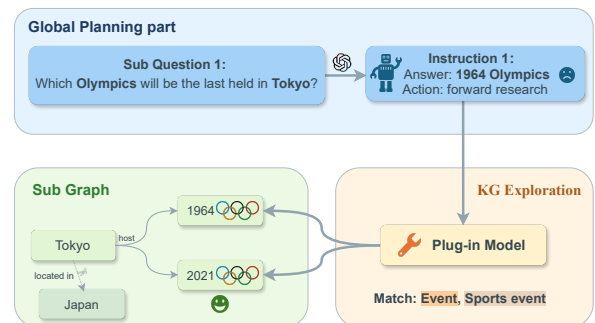 Global Planning part
Sub Question 1:
Which Olympics will be the last held in Tokyo?
Instruction 1:
Answer: 1964 Olympics
Action: forward research
Sub Graph
KG Exploration
1964
host
Tokyo
Plug-in Model
2021
located in
Japan
Match: Event, Sports event